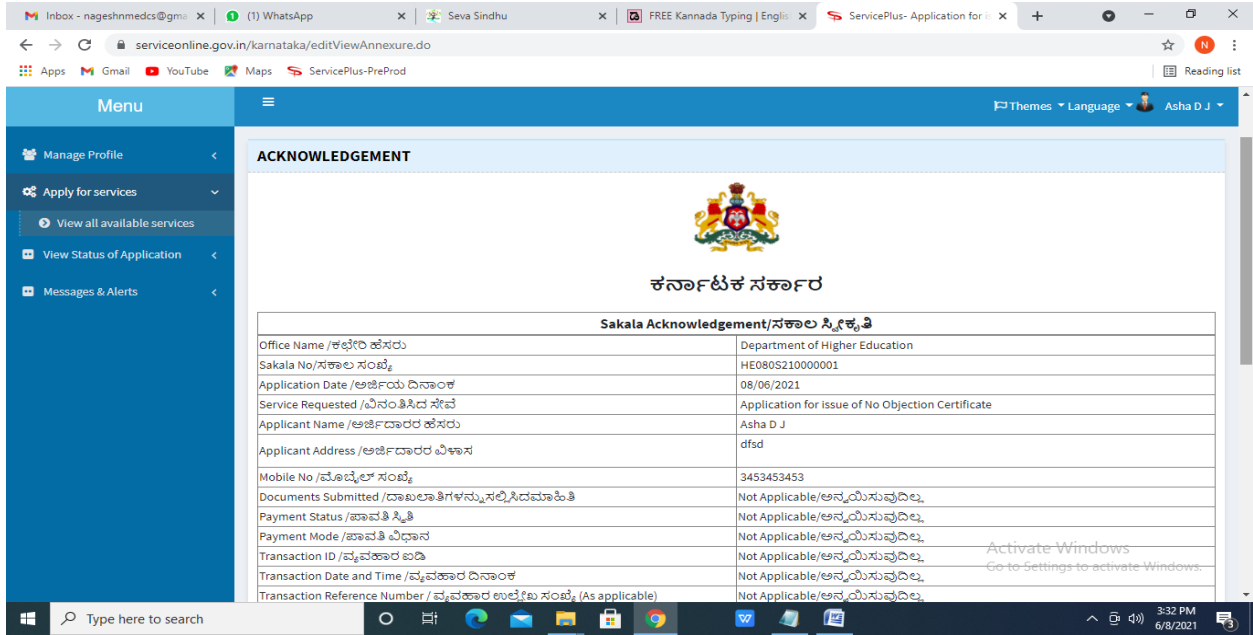 Inbox - nageshnmedcs@gma
(1) WhatsApp
Seva Sindhu
FREE Kannada Typing | Englis
ServicePlus- Application for i
serviceonline.gov.in/karnataka/editViewAnnexure.do
N
Apps Gmail YouTube Maps ServicePlus-PreProd
Reading list
Menu
Themes Language Asha D J
Manage Profile
Apply for services
View all available services
View Status of Application
Messages & Alerts
ACKNOWLEDGEMENT
ಕರ್ನಾಟಕ ಸರ್ಕಾರ
Sakala Acknowledgement/ಸಕಾಲ ಸ್ವೀಕೃತಿ
Office Name /ಕಛೇರಿ ಹೆಸರು Department of Higher Education
Sakala No/ಸಕಾಲ ಸಂಖ್ಯೆ HE080S210000001
Application Date /ಅರ್ಜಿಯ ದಿನಾಂಕ 08/06/2021
Service Requested /ವಿನಂತಿಸಿದ ಸೇವೆ Application for issue of No Objection Certificate
Applicant Name /ಅರ್ಜಿದಾರರ ಹೆಸರು Asha D J
Applicant Address /ಅರ್ಜಿದಾರರ ವಿಳಾಸ dfsd
Mobile No /ಮೊಬೈಲ್ ಸಂಖ್ಯೆ 3453453453
Documents Submitted /ದಾಖಲಾತಿಗಳನ್ನು ಸಲ್ಲಿಸಿದಮಾಹಿತಿ Not Applicable/ಅನ್ವಯಿಸುವುದಿಲ್ಲ
Payment Status /ಪಾವತಿ ಸ್ಥಿತಿ Not Applicable/ಅನ್ವಯಿಸುವುದಿಲ್ಲ
Payment Mode /ಪಾವತಿ ವಿಧಾನ Not Applicable/ಅನ್ವಯಿಸುವುದಿಲ್ಲ
Transaction ID /ವ್ಯವಹಾರ ಐಡಿ Not Applicable/ಅನ್ವಯಿಸುವುದಿಲ್ಲ
Transaction Date and Time /ವ್ಯವಹಾರ ದಿನಾಂಕ Not Applicable/ಅನ್ವಯಿಸುವುದಿಲ್ಲ
Transaction Reference Number / ವ್ಯವಹಾರ ಉಲ್ಲೇಖ ಸಂಖ್ಯೆ (As applicable) Not Applicable/ಅನ್ವಯಿಸುವುದಿಲ್ಲ
Activate Windows
Go to Settings to activate Windows.
Type here to search
W
3:32 PM
6/8/2021
3